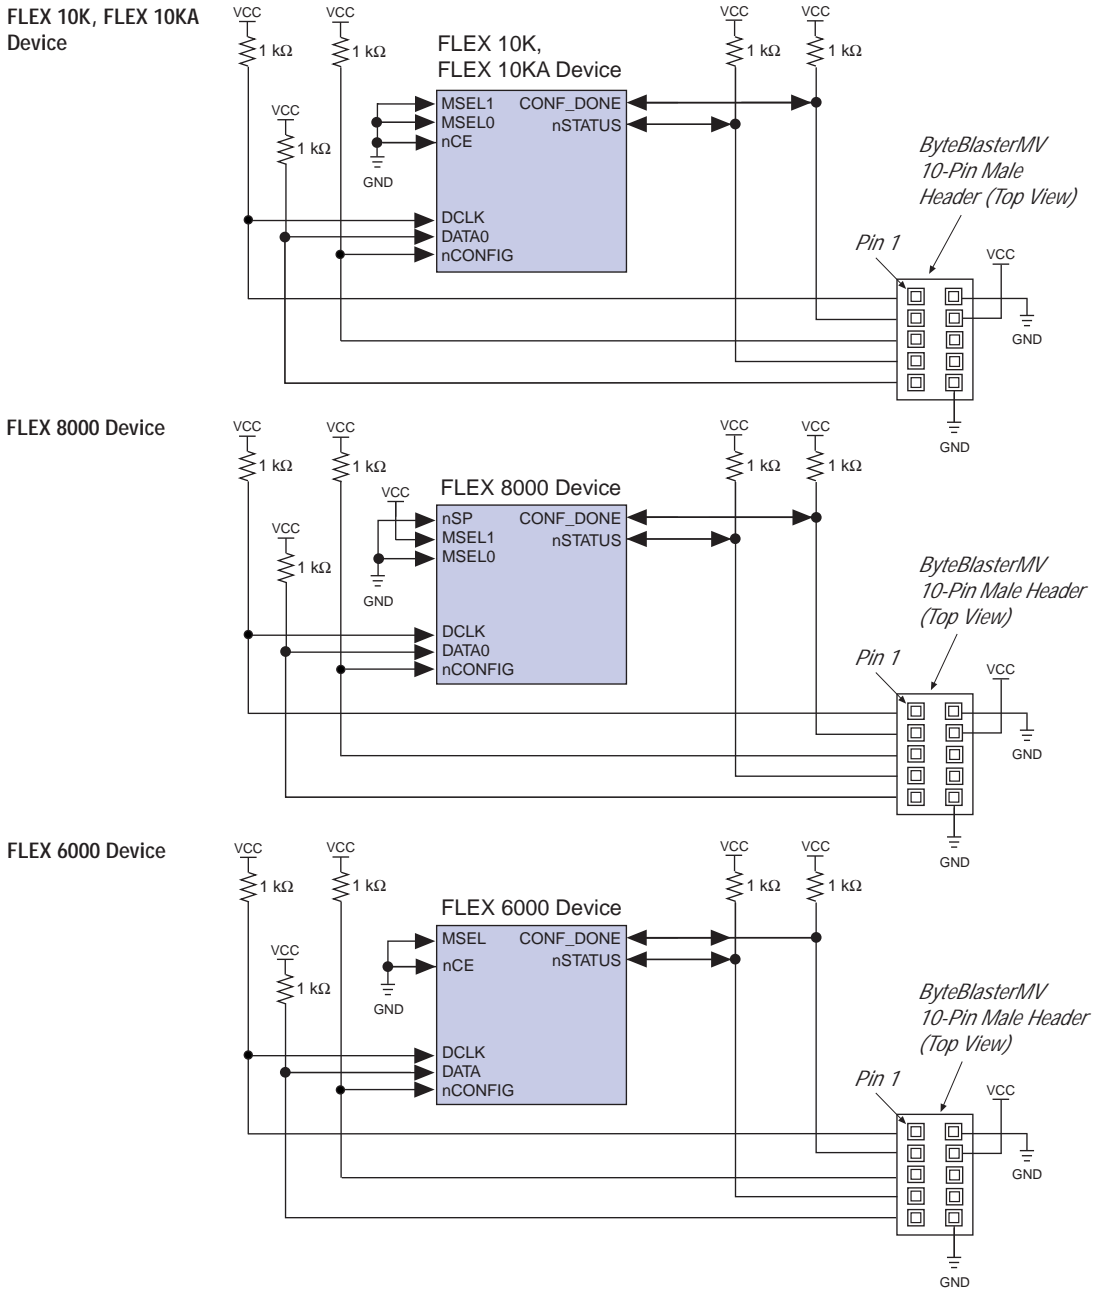 FLEX 10K, FLEX 10KA
Device
VCC
1 kΩ
VCC
1 kΩ
VCC
1 kΩ
VCC
1 kΩ
VCC
1 kΩ
FLEX 10K,
FLEX 10KA Device
MSEL1
MSEL0
nCE
CONF_DONE
nSTATUS
GND
DCLK
DATA0
nCONFIG
ByteBlasterMV
10-Pin Male
Header (Top View)
Pin 1
VCC
GND
GND
FLEX 8000 Device
VCC
1 kΩ
VCC
1 kΩ
VCC
1 kΩ
VCC
1 kΩ
VCC
1 kΩ
FLEX 8000 Device
VCC
nSP
MSEL1
MSEL0
CONF_DONE
nSTATUS
GND
DCLK
DATA0
nCONFIG
ByteBlasterMV
10-Pin Male Header
(Top View)
Pin 1
VCC
GND
GND
FLEX 6000 Device
VCC
1 kΩ
VCC
1 kΩ
VCC
1 kΩ
VCC
1 kΩ
VCC
1 kΩ
FLEX 6000 Device
MSEL
nCE
CONF_DONE
nSTATUS
GND
DCLK
DATA
nCONFIG
ByteBlasterMV
10-Pin Male Header
(Top View)
Pin 1
VCC
GND
GND